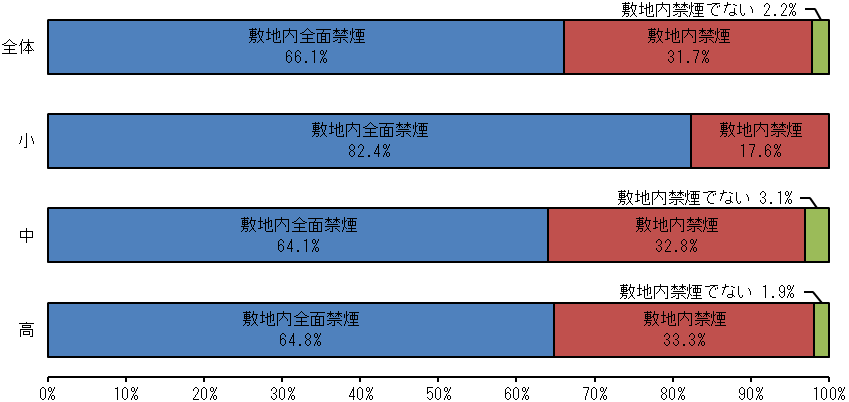 敷地内禁煙でない 2.2%
全体
敷地内全面禁煙
66.1%
敷地内禁煙
31.7%
小
敷地内全面禁煙
82.4%
敷地内禁煙
17.6%
敷地内禁煙でない 3.1%
中
敷地内全面禁煙
64.1%
敷地内禁煙
32.8%
敷地内禁煙でない 1.9%
高
敷地内全面禁煙
64.8%
敷地内禁煙
33.3%
0% 10% 20% 30% 40% 50% 60% 70% 80% 90% 100%